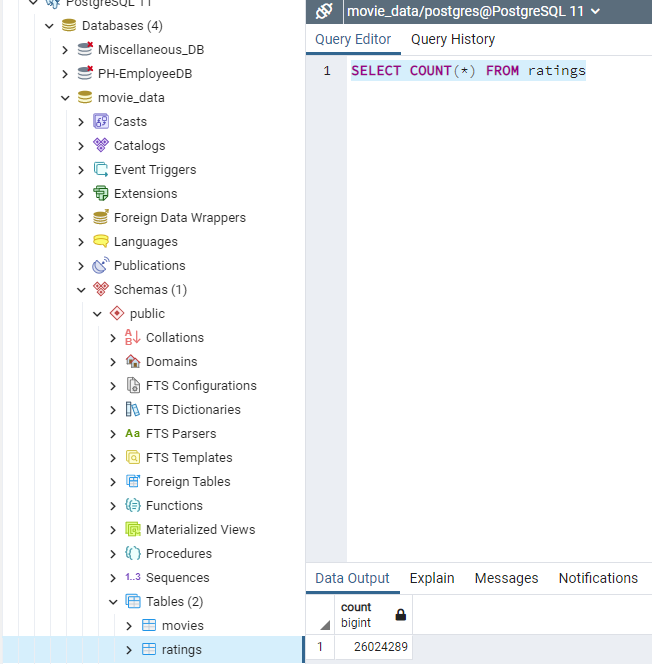 PostgreSQL 11
Databases (4)
Miscellaneous_DB
PH-EmployeeDB
movie_data
Casts
Catalogs
Event Triggers
Extensions
Foreign Data Wrappers
Languages
Publications
Schemas (1)
public
Collations
Domains
FTS Configurations
FTS Dictionaries
Aa FTS Parsers
FTS Templates
Foreign Tables
Functions
Materialized Views
Procedures
1..3 Sequences
Tables (2)
movies
ratings
movie_data/postgres@PostgreSQL 11
Query Editor Query History
1 SELECT COUNT(*) FROM ratings
Data Output Explain Messages Notifications
count
bigint
1 26024289